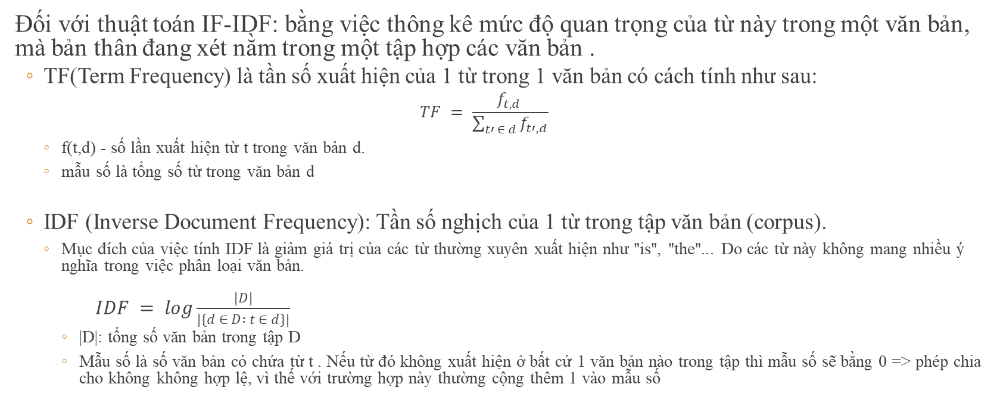 Đối với thuật toán IF-IDF: bằng việc thông kê mức độ quan trọng của từ này trong một văn bản,
mà bản thân đang xét nằm trong một tập hợp các văn bản .
◦ TF(Term Frequency) là tần số xuất hiện của 1 từ trong 1 văn bản có cách tính như sau:
TF = f_{t,d} / ∑_{t′ ∈ d} f_{t′,d}
◦ f(t,d) - số lần xuất hiện từ t trong văn bản d.
◦ mẫu số là tổng số từ trong văn bản d
◦ IDF (Inverse Document Frequency): Tần số nghịch của 1 từ trong tập văn bản (corpus).
◦ Mục đích của việc tính IDF là giảm giá trị của các từ thường xuyên xuất hiện như "is", "the"... Do các từ này không mang nhiều ý
nghĩa trong việc phân loại văn bản.
IDF = log |D| / |{d ∈ D: t ∈ d}|
◦ |D|: tổng số văn bản trong tập D
◦ Mẫu số là số văn bản có chứa từ t . Nếu từ đó không xuất hiện ở bất cứ 1 văn bản nào trong tập thì mẫu số sẽ bằng 0 => phép chia
cho không không hợp lệ, vì thế với trường hợp này thường cộng thêm 1 vào mẫu số